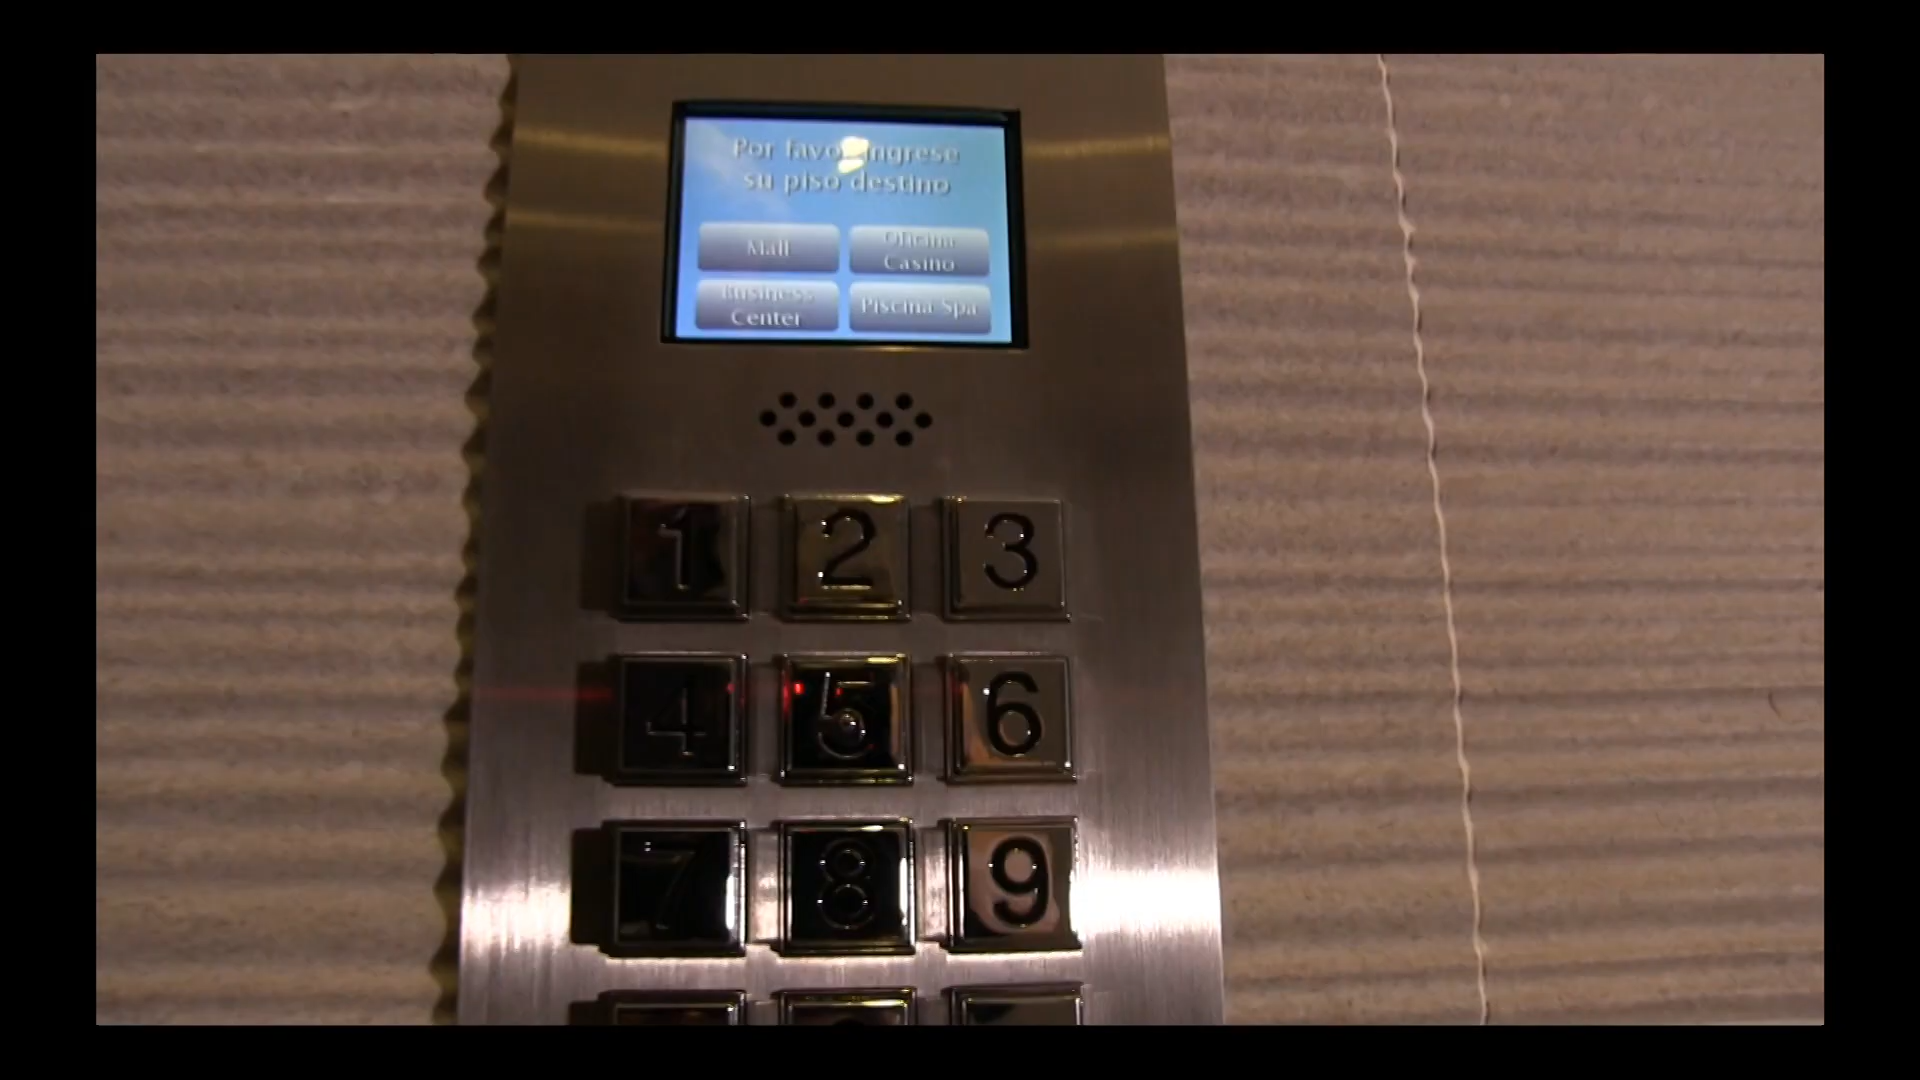 Por favor ingrese
su piso destino
Mall
Oficina
Casino
Business
Center
Piscina Spa
1 2 3
4 5 6
7 8 9